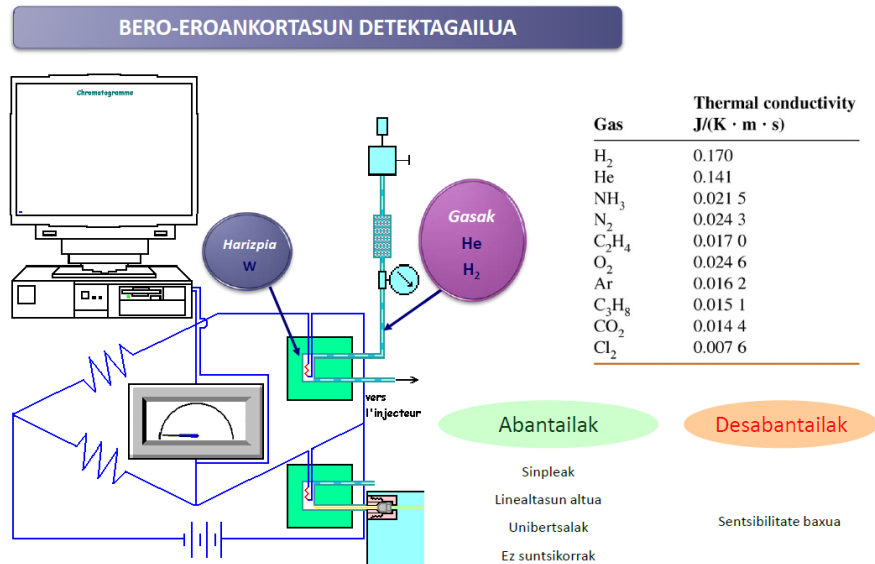 BERO-EROANKORTASUN DETEKTAGAILUA
Chromatogramme
Harizpia
W
Gasak
He
H₂
vers
l'injecteur
Thermal conductivity
Gas J/(K · m · s)
H₂ 0.170
He 0.141
NH₃ 0.021 5
N₂ 0.024 3
C₂H₄ 0.017 0
O₂ 0.024 6
Ar 0.016 2
C₃H₈ 0.015 1
CO₂ 0.014 4
Cl₂ 0.007 6
Abantailak
Sinpleak
Linealtasun altua
Unibertsalak
Ez suntsikorrak
Desabantailak
Sentsibilitate baxua